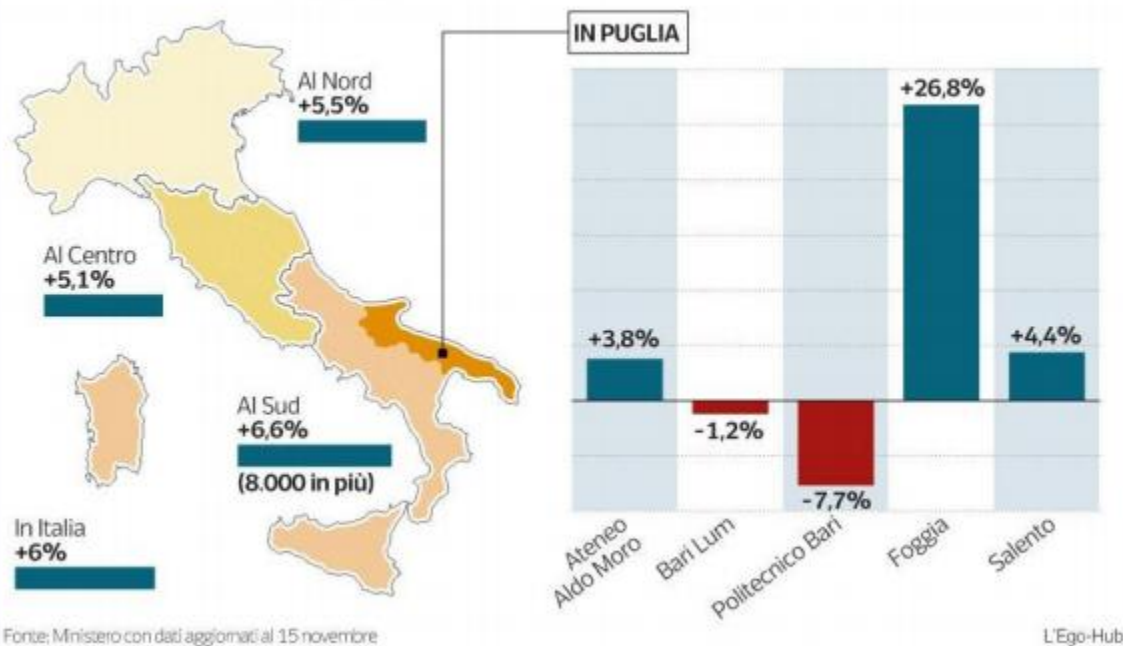 Al Nord
+5,5%
Al Centro
+5,1%
Al Sud
+6,6%
(8.000 in più)
In Italia
+6%
IN PUGLIA
+3,8%
-1,2%
-7,7%
+26,8%
+4,4%
Ateneo
Aldo Moro
Bari Lum
Politecnico Bari
Foggia
Salento
Fonte: Ministero con dati aggiornati al 15 novembre
L'Ego-Hub